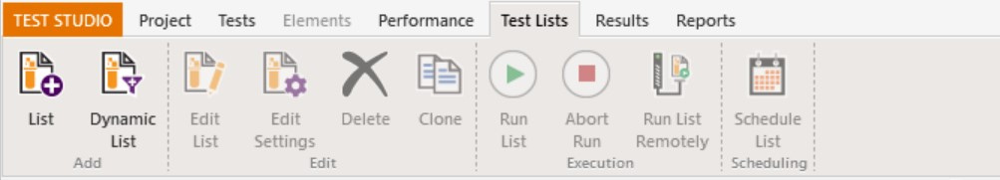 TEST STUDIO Project Tests Elements Performance Test Lists Results Reports
List Dynamic List Edit List Edit Settings Delete Clone Run List Abort Run Run List Remotely Schedule List
Add Edit Execution Scheduling